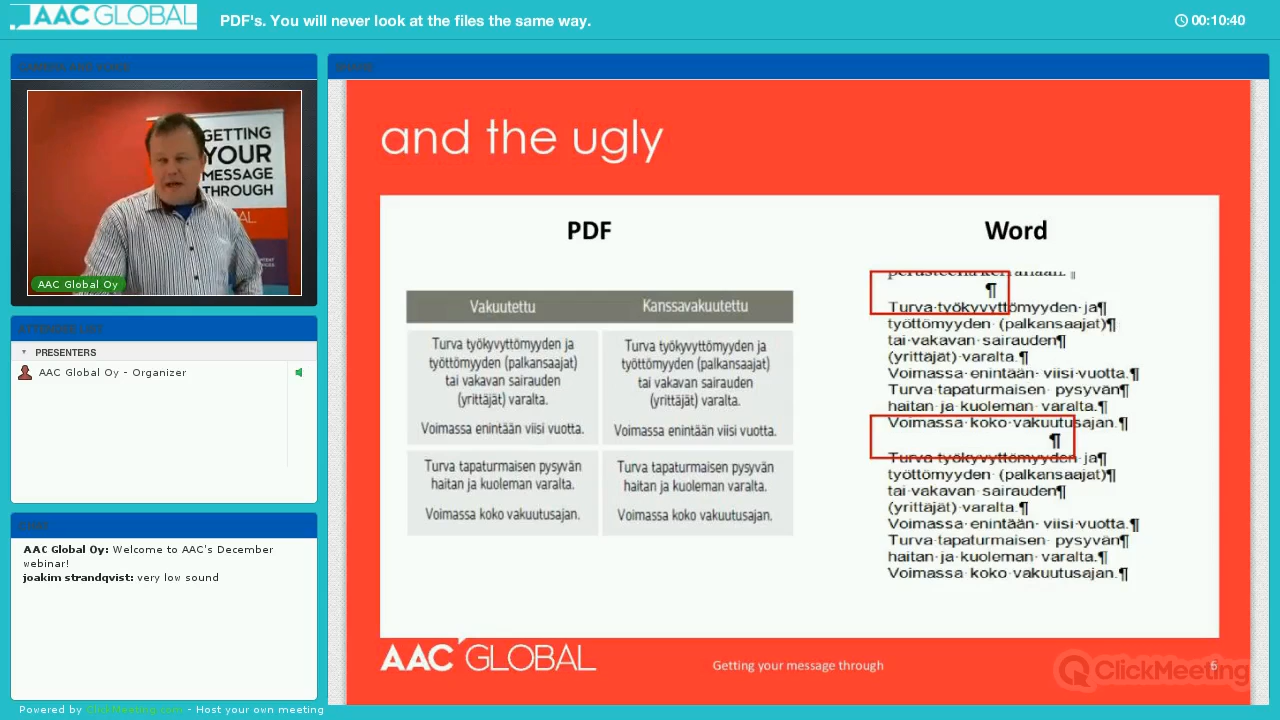 AAC GLOBAL
PDF's. You will never look at the files the same way.
00:10:40
GETTING
YOUR
MESSAGE
THROUGH
AAC Global Oy
ATTENDEE LIST
PRESENTERS
AAC Global Oy - Organizer
AAC Global Oy: Welcome to AAC's December
webinar!
joakim strandqvist: very low sound
Powered by ClickMeeting.com - Host your own meeting
and the ugly
PDF
Vakuutettu
Kanssavakuutettu
Turva työkyvyttömyyden ja
työttömyyden (palkansaajat)
tai vakavan sairauden
(yrittäjät) varalta.
Voimassa enintään viisi vuotta.
Turva työkyvyttömyyden ja
työttömyyden (palkansaajat)
tai vakavan sairauden
(yrittäjät) varalta.
Voimassa enintään viisi vuotta.
Turva tapaturmaisen pysyvän
haitan ja kuoleman varalta.
Voimassa koko vakuutusajan.
Turva tapaturmaisen pysyvän
haitan ja kuoleman varalta.
Voimassa koko vakuutusajan.
Word
¶
¶
Turva·työkyvyttömyyden·ja¶
työttömyyden·(palkansaajat)¶
tai·vakavan·sairauden¶
(yrittäjät)·varalta.¶
Voimassa·enintään·viisi·vuotta.¶
Turva·tapaturmaisen·pysyvän¶
haitan·ja·kuoleman·varalta.¶
Voimassa·koko·vakuutusajan.¶
¶
Turva·työkyvyttömyyden·ja¶
työttömyyden·(palkansaajat)¶
tai·vakavan·sairauden¶
(yrittäjät)·varalta.¶
Voimassa·enintään·viisi·vuotta.¶
Turva·tapaturmaisen·pysyvän¶
haitan·ja·kuoleman·varalta.¶
Voimassa·koko·vakuutusajan.¶
AAC GLOBAL
Getting your message through
ClickMeeting